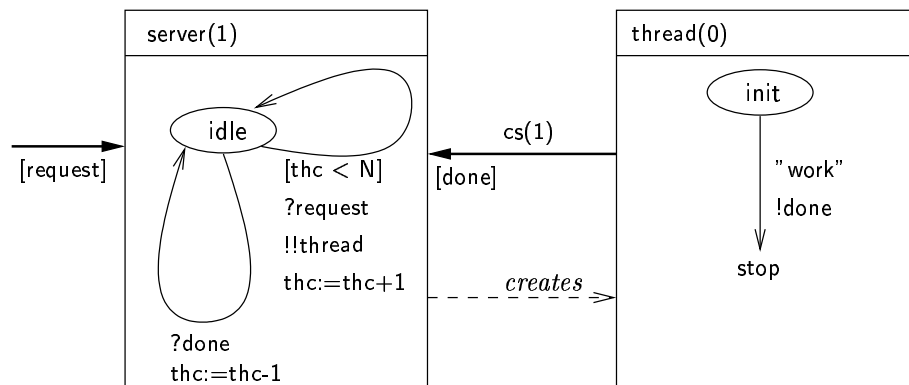 server(1)
thread(0)
init
idle
cs(1)
[request]
[thc < N]
[done]
"work"
?request
!done
!!thread
stop
thc:=thc+1
creates
?done
thc:=thc-1